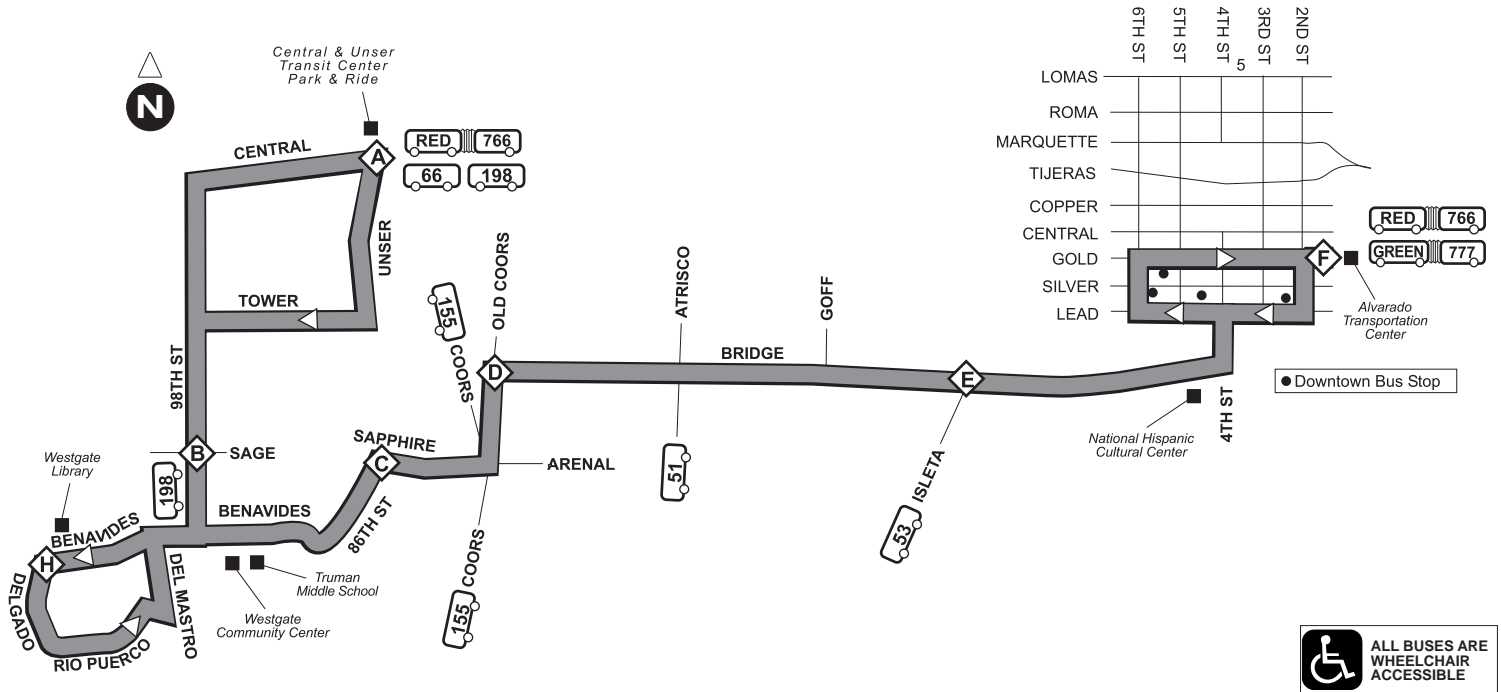 6TH ST
5TH ST
4TH ST
3RD ST
2ND ST
5
LOMAS
ROMA
MARQUETTE
TIJERAS
COPPER
CENTRAL
GOLD
SILVER
LEAD
F
RED 766
GREEN 777
Alvarado
Transportation
Center
Downtown Bus Stop
Central & Unser
Transit Center
Park & Ride
N
CENTRAL
A
RED 766
66 198
UNSER
TOWER
98TH ST
B
SAGE
198
Westgate
Library
BENAVIDES
H
DELGADO
RIO PUERCO
DEL MASTRO
BENAVIDES
Truman
Middle School
Westgate
Community Center
86TH ST
SAPPHIRE
C
155
COORS
OLD COORS
D
ARENAL
COORS
155
ATRISCO
51
BRIDGE
GOFF
E
ISLETA
53
National Hispanic
Cultural Center
4TH ST
ALL BUSES ARE
WHEELCHAIR
ACCESSIBLE